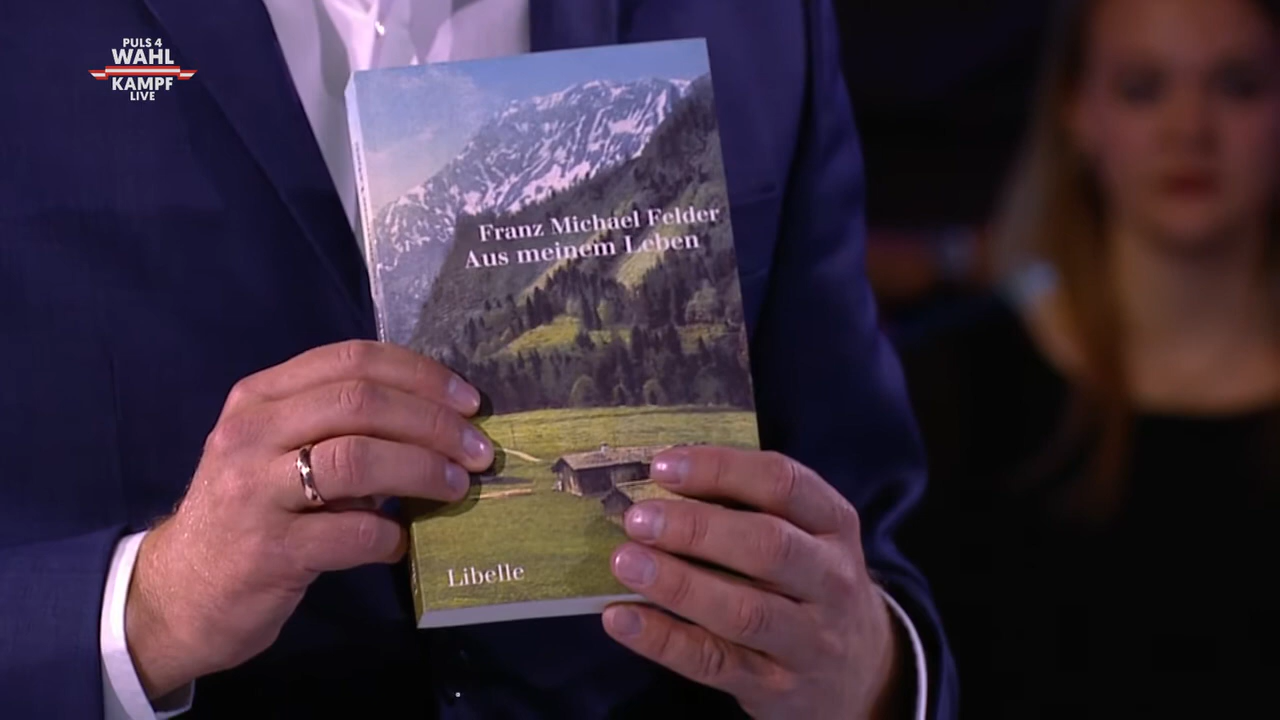 PULS 4
WAHL
KAMPF
LIVE
Franz Michael Felder
Aus meinem Leben
Libelle